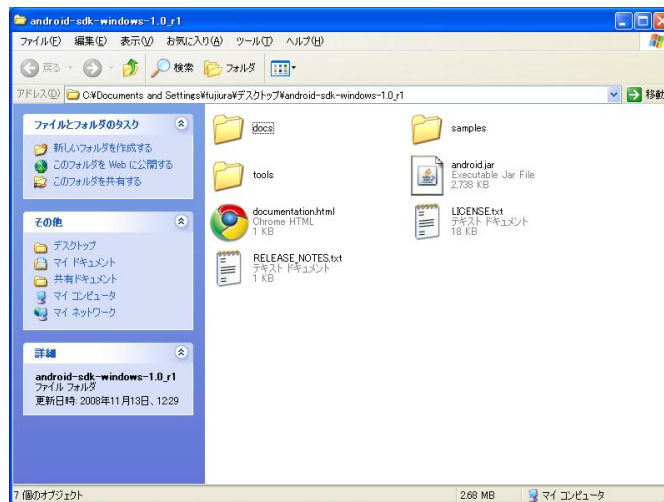 android-sdk-windows-1.0_r1
ファイル(F) 編集(E) 表示(V) お気に入り(A) ツール(T) ヘルプ(H)
戻る 検索 フォルダ
アドレス(D) C:¥Documents and Settings¥fujiura¥デスクトップ¥android-sdk-windows-1.0_r1 移動
ファイルとフォルダのタスク
新しいフォルダを作成する
このフォルダを Web に公開する
このフォルダを共有する
その他
デスクトップ
マイ ドキュメント
共有ドキュメント
マイ コンピュータ
マイ ネットワーク
詳細
android-sdk-windows-1.0_r1
ファイル フォルダ
更新日時: 2008年11月13日、12:29
docs
samples
tools
android.jar
Executable Jar File
2,738 KB
documentation.html
Chrome HTML
1 KB
LICENSE.txt
テキスト ドキュメント
18 KB
RELEASE_NOTES.txt
テキスト ドキュメント
1 KB
7 個のオブジェクト 2.68 MB マイ コンピュータ